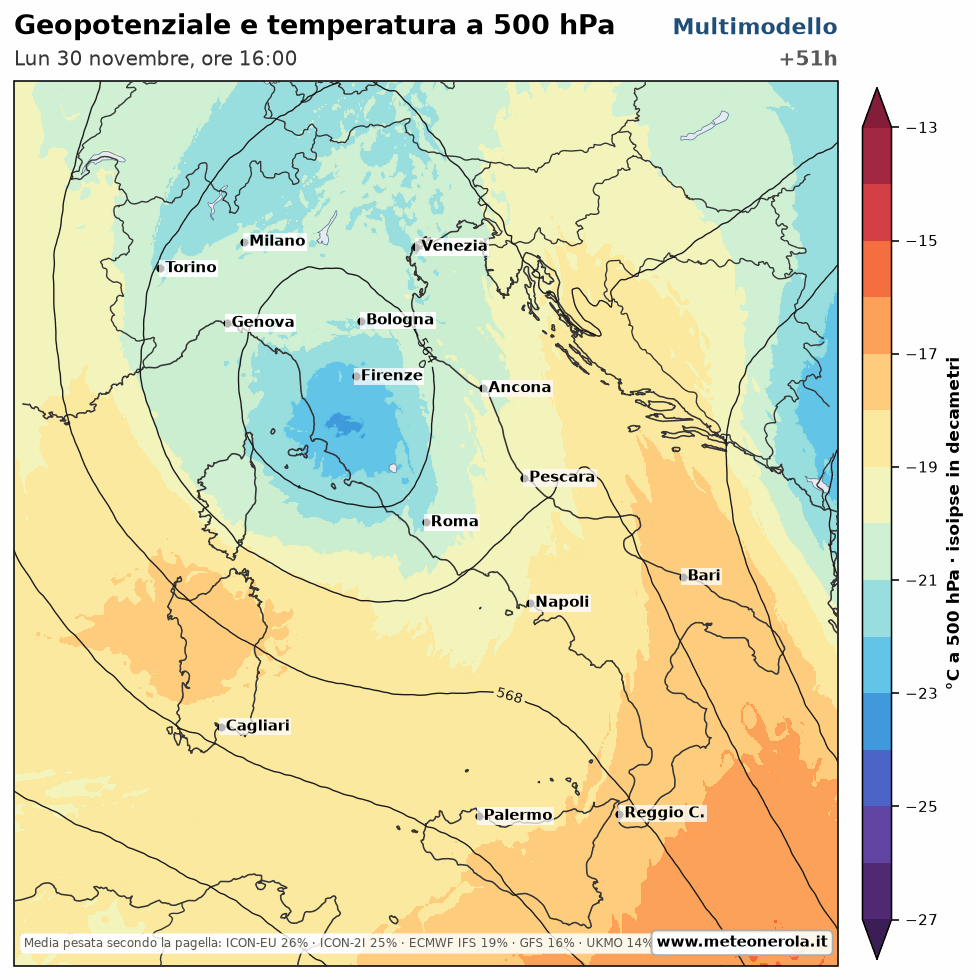 Geopotenziale e temperatura a 500 hPa
Multimodello
Lun 30 novembre, ore 16:00
+51h
Milano
Venezia
Torino
Genova
Bologna
564
Firenze
Ancona
Pescara
Roma
Bari
Napoli
568
Cagliari
Palermo
Reggio C.
−13
−15
−17
−19
−21
−23
−25
−27
°C a 500 hPa · isoipse in decametri
Media pesata secondo la pagella: ICON-EU 26% · ICON-2I 25% · ECMWF IFS 19% · GFS 16% · UKMO 14%
www.meteonerola.it